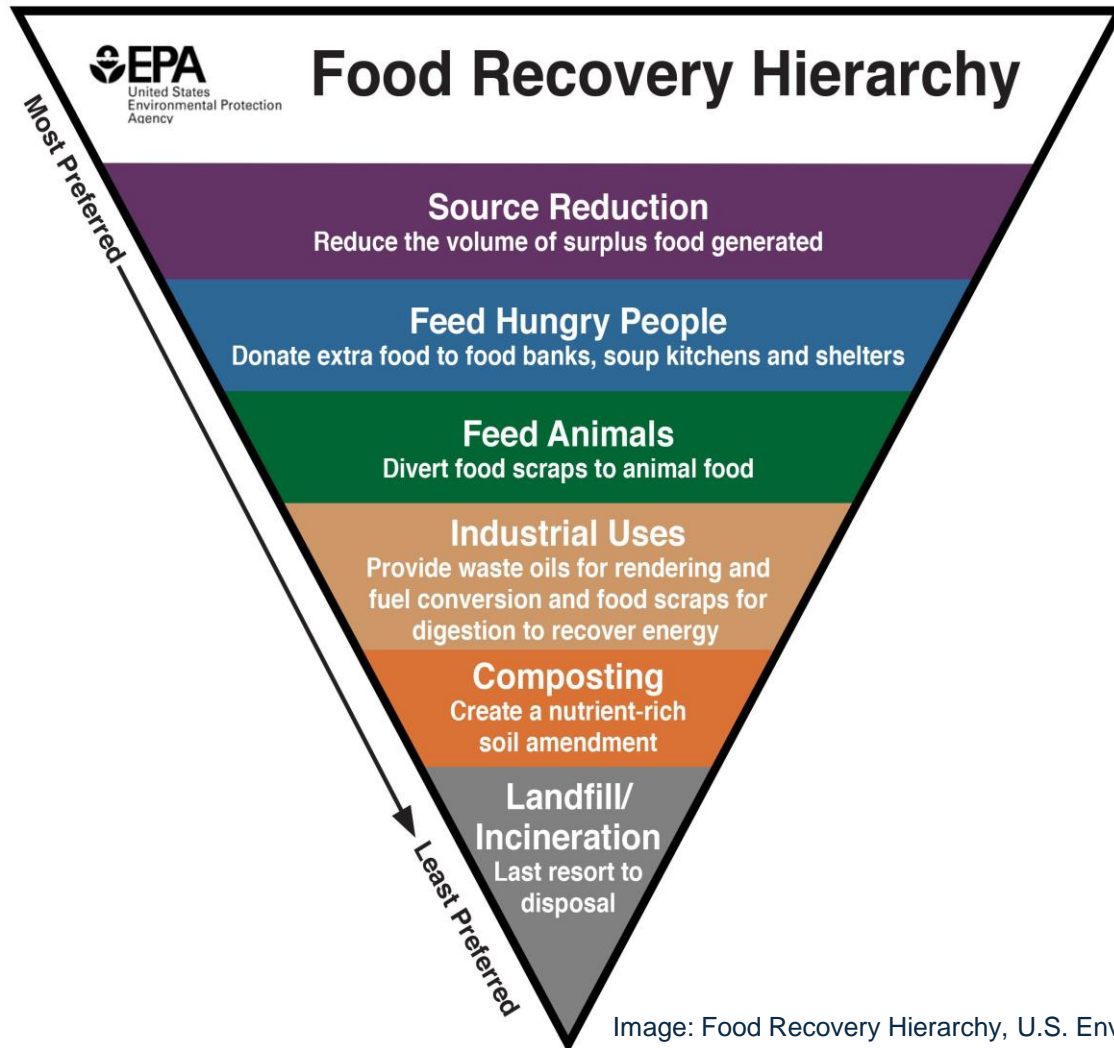 EPA
United States
Environmental Protection
Agency
Food Recovery Hierarchy
Most Preferred
Source Reduction
Reduce the volume of surplus food generated
Feed Hungry People
Donate extra food to food banks, soup kitchens and shelters
Feed Animals
Divert food scraps to animal food
Industrial Uses
Provide waste oils for rendering and
fuel conversion and food scraps for
digestion to recover energy
Composting
Create a nutrient-rich
soil amendment
Landfill/
Incineration
Last resort to
disposal
Least Preferred
Image: Food Recovery Hierarchy, U.S. Env